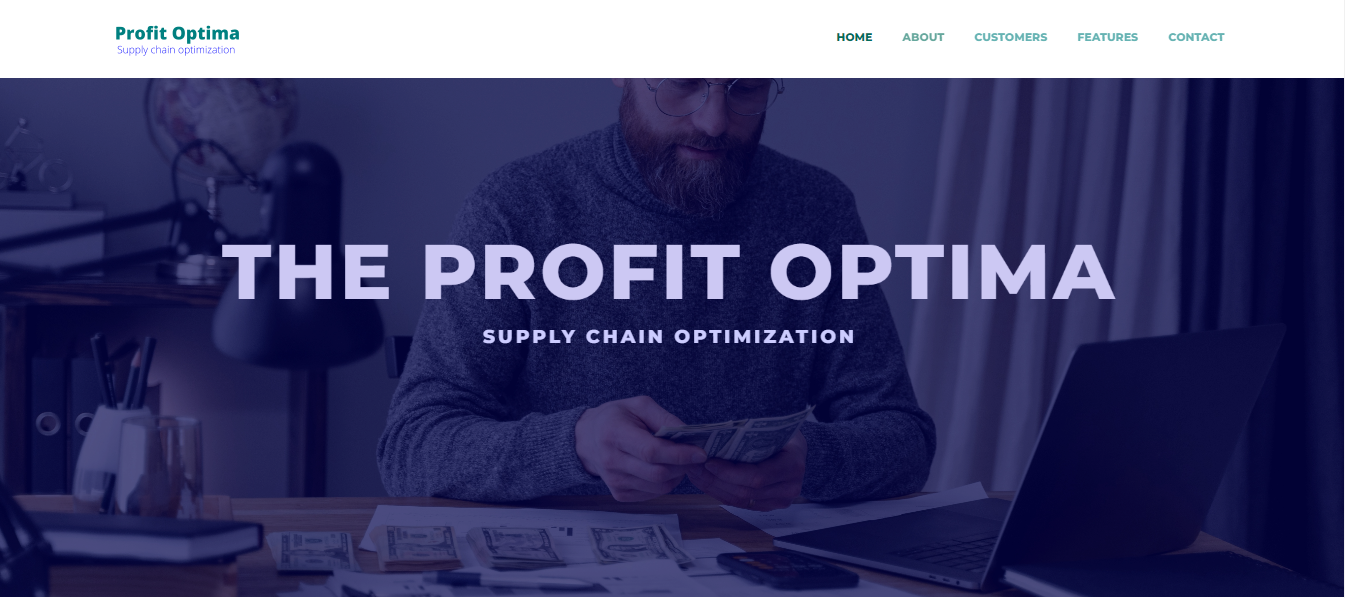 Profit Optima
Supply chain optimization
HOME ABOUT CUSTOMERS FEATURES CONTACT
THE PROFIT OPTIMA
SUPPLY CHAIN OPTIMIZATION